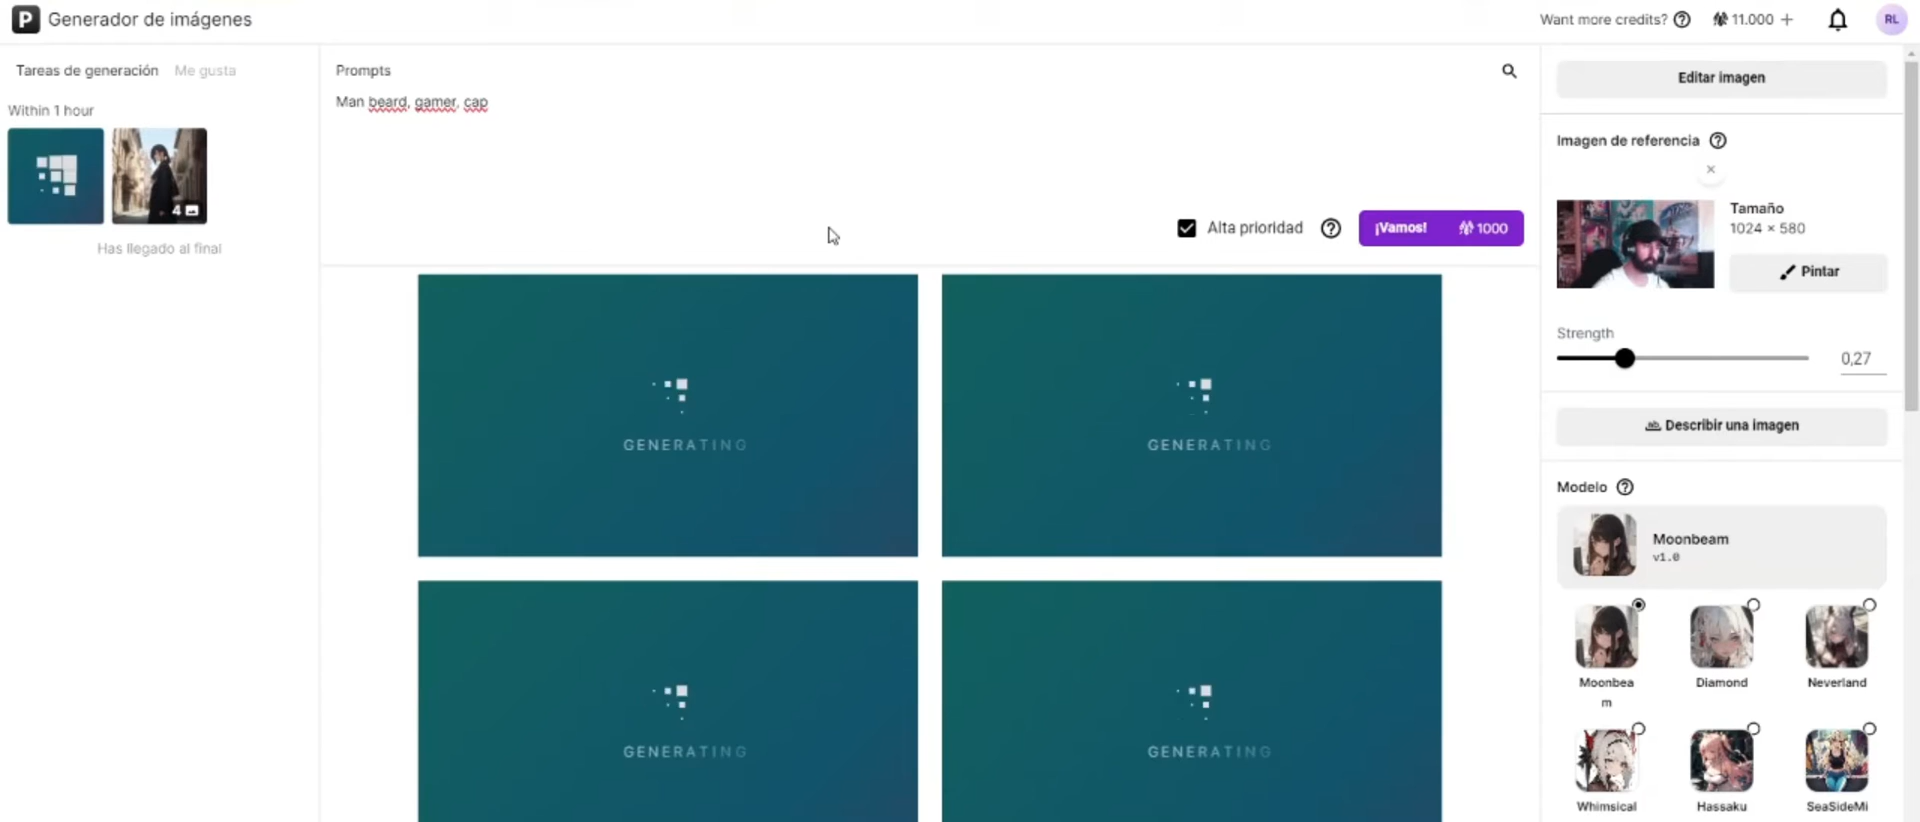 P Generador de imágenes
Want more credits? 11.000 +
RL
Tareas de generación Me gusta
Within 1 hour
4
Has llegado al final
Prompts
Man beard, gamer, cap
Alta prioridad ¡Vamos! 1000
GENERATING GENERATING
GENERATING GENERATING
Editar imagen
Imagen de referencia
Tamaño
1024 × 580
Pintar
Strength
0,27
Describir una imagen
Modelo
Moonbeam
v1.0
Moonbea
m
Diamond
Neverland
Whimsical
Hassaku
SeaSideMi